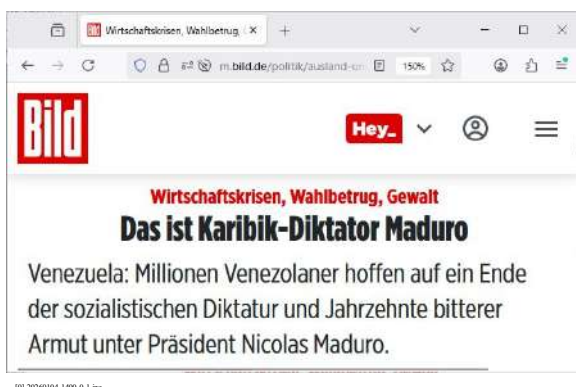 Wirtschaftskrisen, Wahlbetrug,
m.bild.de/politik/ausland-un
150%
Bild
Hey_
Wirtschaftskrisen, Wahlbetrug, Gewalt
Das ist Karibik-Diktator Maduro
Venezuela: Millionen Venezolaner hoffen auf ein Ende
der sozialistischen Diktatur und Jahrzehnte bitterer
Armut unter Präsident Nicolas Maduro.